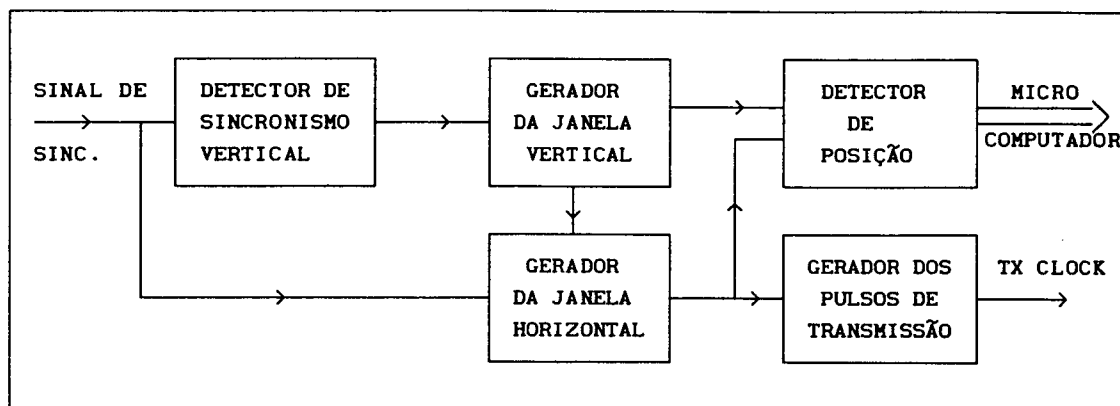 SINAL DE
SINC.
DETECTOR DE
SINCRONISMO
VERTICAL
GERADOR
DA JANELA
VERTICAL
DETECTOR
DE
POSIÇÃO
MICRO
COMPUTADOR
GERADOR
DA JANELA
HORIZONTAL
GERADOR DOS
PULSOS DE
TRANSMISSÃO
TX CLOCK